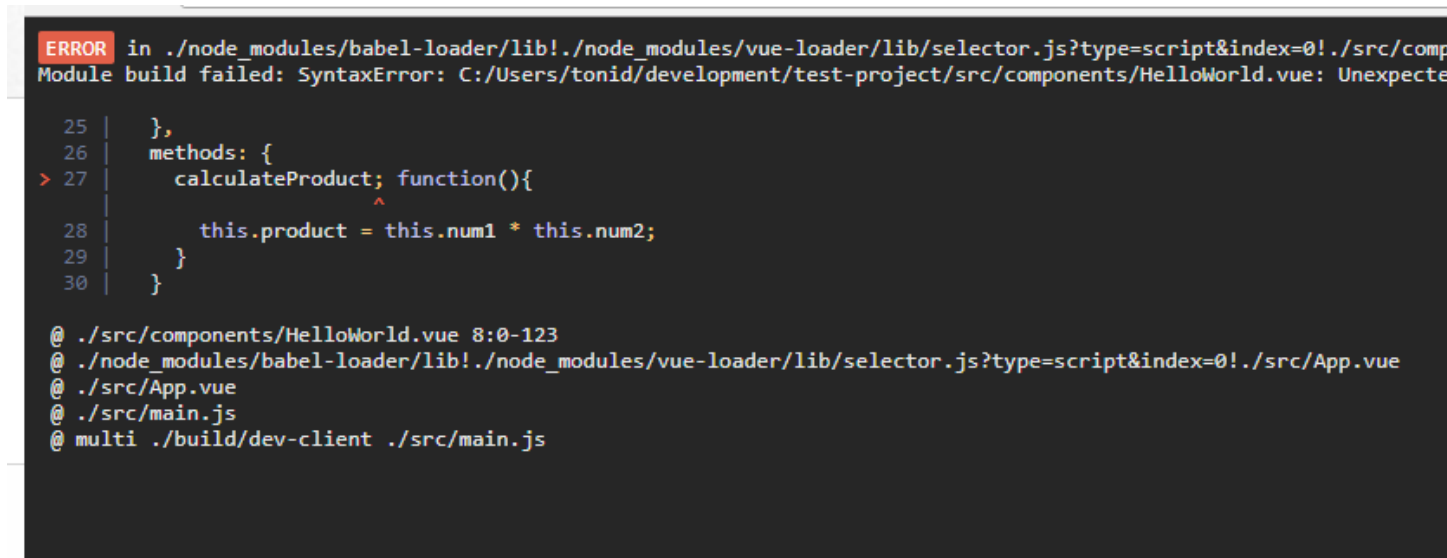 ERROR in ./node_modules/babel-loader/lib!./node_modules/vue-loader/lib/selector.js?type=script&index=0!./src/comp
Module build failed: SyntaxError: C:/Users/tonid/development/test-project/src/components/HelloWorld.vue: Unexpecte
25 |     },
26 |     methods: {
> 27 |       calculateProduct; function(){
|                       ^
28 |         this.product = this.num1 * this.num2;
29 |       }
30 |     }
@ ./src/components/HelloWorld.vue 8:0-123
@ ./node_modules/babel-loader/lib!./node_modules/vue-loader/lib/selector.js?type=script&index=0!./src/App.vue
@ ./src/App.vue
@ ./src/main.js
@ multi ./build/dev-client ./src/main.js